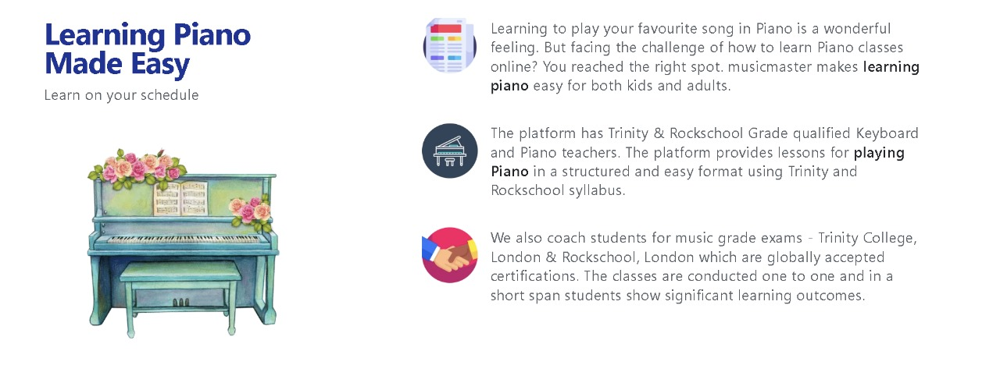 Learning Piano
Made Easy
Learn on your schedule
Learning to play your favourite song in Piano is a wonderful
feeling. But facing the challenge of how to learn Piano classes
online? You reached the right spot. musicmaster makes learning
piano easy for both kids and adults.
The platform has Trinity & Rockschool Grade qualified Keyboard
and Piano teachers. The platform provides lessons for playing
Piano in a structured and easy format using Trinity and
Rockschool syllabus.
We also coach students for music grade exams - Trinity College,
London & Rockschool, London which are globally accepted
certifications. The classes are conducted one to one and in a
short span students show significant learning outcomes.